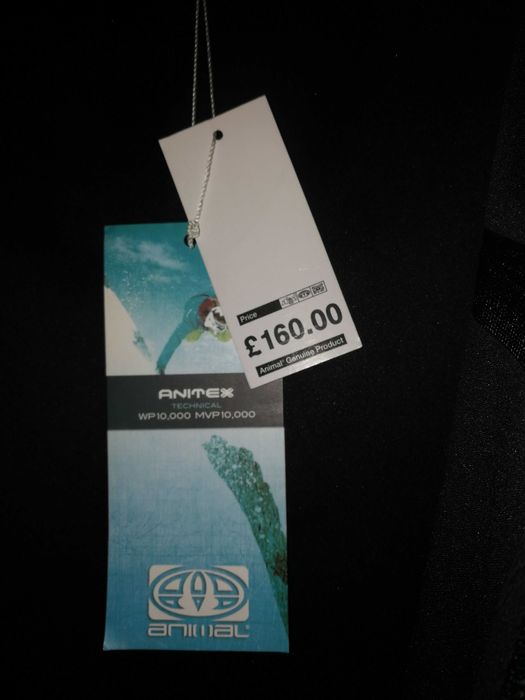 Price
£160.00
Animal® Genuine Product
ANITEX
TECHNICAL
WP10,000 MVP10,000
animal®